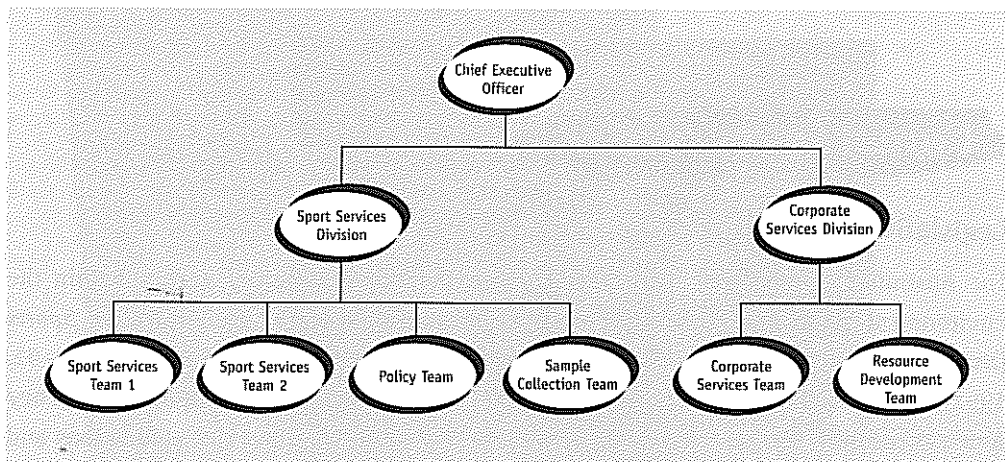 Chief Executive
Officer
Sport Services
Division
Corporate
Services Division
Sport Services
Team 1
Sport Services
Team 2
Policy Team
Sample
Collection Team
Corporate
Services Team
Resource
Development
Team